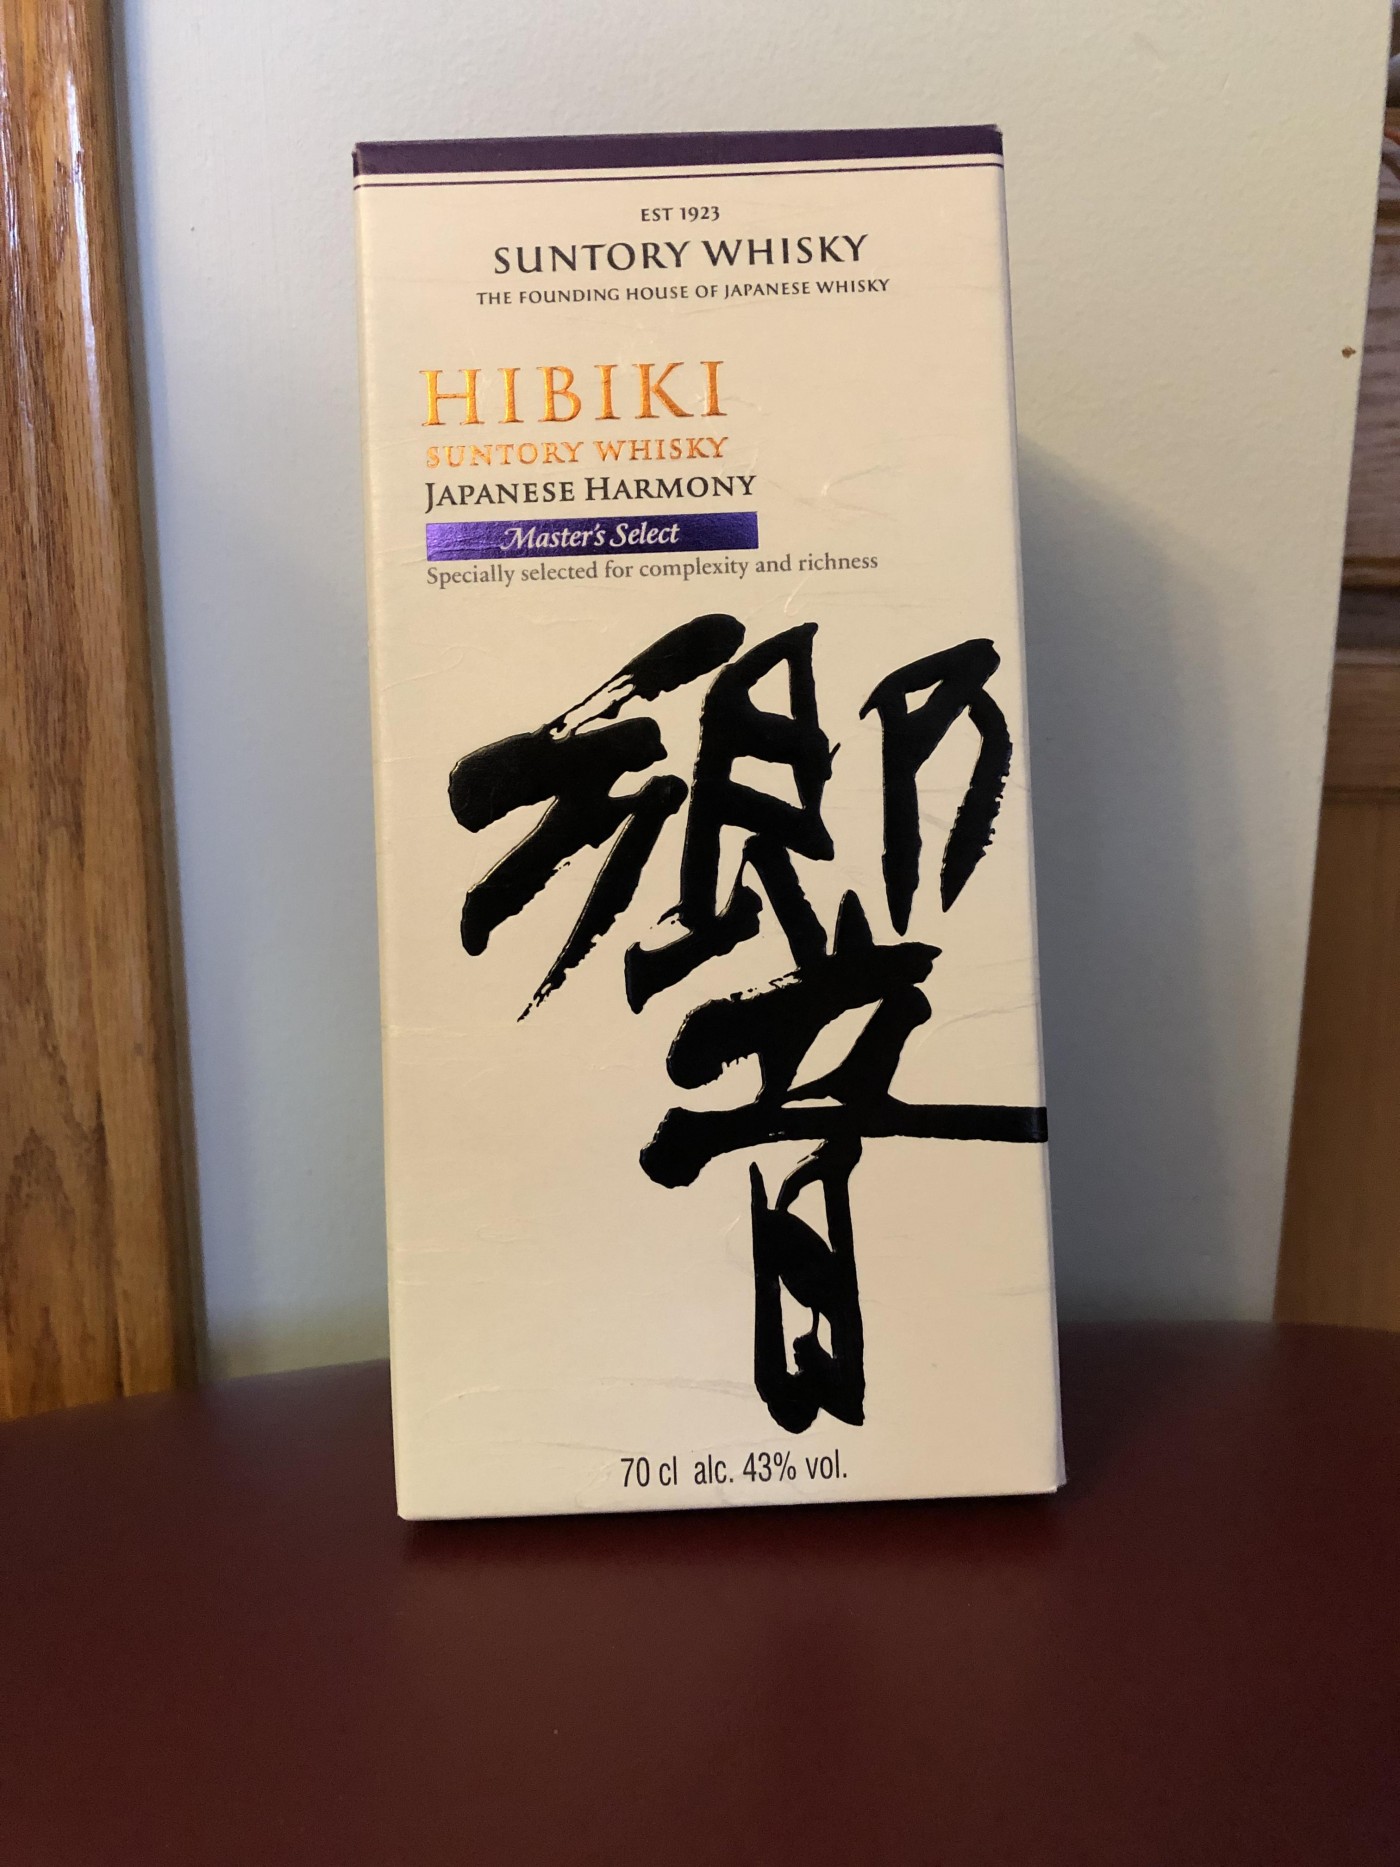 EST 1923
SUNTORY WHISKY
THE FOUNDING HOUSE OF JAPANESE WHISKY
HIBIKI
SUNTORY WHISKY
JAPANESE HARMONY
Master's Select
Specially selected for complexity and richness
響
70 cl alc. 43% vol.